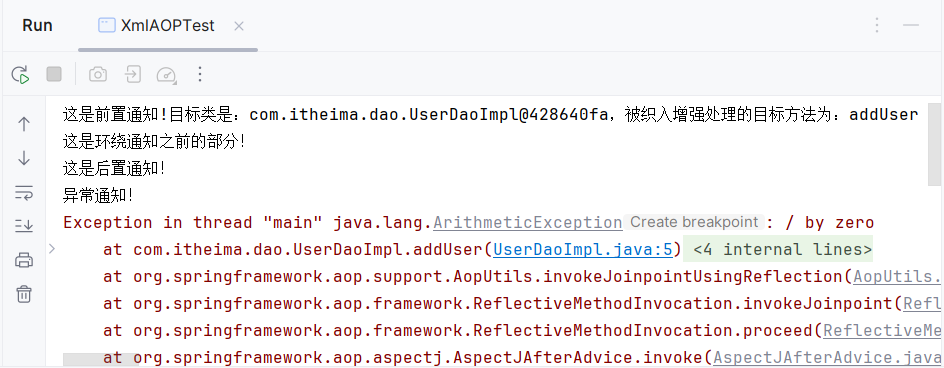 Run XmlAOPTest
这是前置通知!目标类是：com.itheima.dao.UserDaoImpl@428640fa，被织入增强处理的目标方法为：addUser
这是环绕通知之前的部分!
这是后置通知!
异常通知!
Exception in thread "main" java.lang.ArithmeticException Create breakpoint : / by zero
at com.itheima.dao.UserDaoImpl.addUser(UserDaoImpl.java:5) <4 internal lines>
at org.springframework.aop.support.AopUtils.invokeJoinpointUsingReflection(AopUtils.
at org.springframework.aop.framework.ReflectiveMethodInvocation.invokeJoinpoint(Refl
at org.springframework.aop.framework.ReflectiveMethodInvocation.proceed(ReflectiveMe
at org.springframework.aop.aspectj.AspectJAfterAdvice.invoke(AspectJAfterAdvice.java